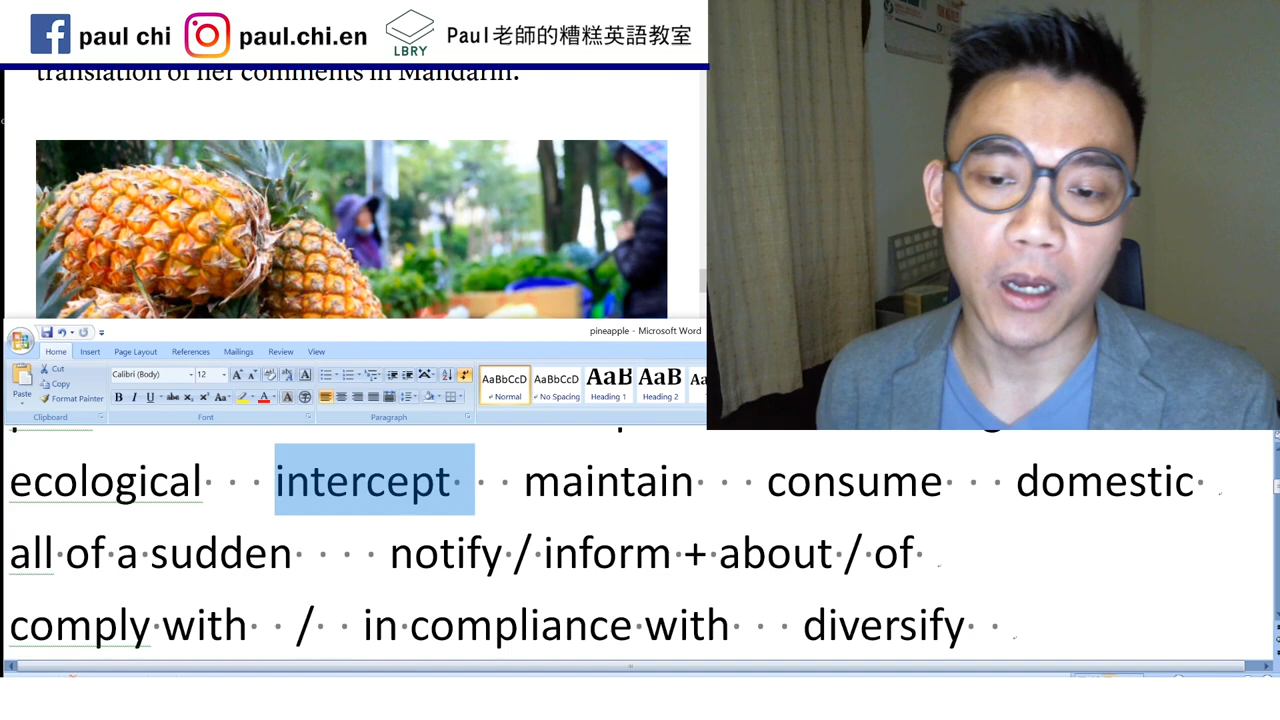 paul chi paul.chi.en LBRY Paul老師的糟糕英語教室
translation of her comments in Mandarin.
pineapple - Microsoft Word
Home Insert Page Layout References Mailings Review View
Paste
Cut
Copy
Format Painter
Calibri (Body) 12
AaBbCcD AaBbCcD AaBbC AaBbC
Normal No Spacing Heading 1 Heading 2
Clipboard Font Paragraph
ecological intercept maintain consume domestic
all of a sudden notify / inform + about / of
comply with / in compliance with diversify